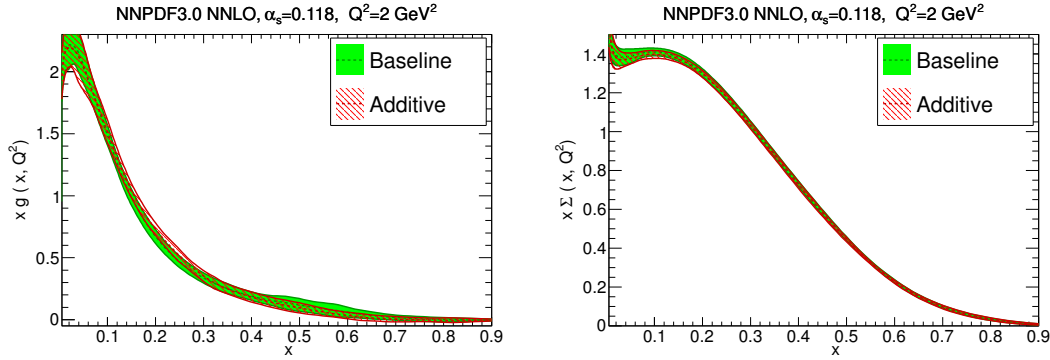 NNPDF3.0 NNLO, αs=0.118, Q²=2 GeV²
x g ( x, Q²)
2
1.5
1
0.5
0
0.1 0.2 0.3 0.4 0.5 0.6 0.7 0.8 0.9
x
Baseline
Additive
NNPDF3.0 NNLO, αs=0.118, Q²=2 GeV²
x Σ ( x, Q²)
1.4
1.2
1
0.8
0.6
0.4
0.2
0
0.1 0.2 0.3 0.4 0.5 0.6 0.7 0.8 0.9
x
Baseline
Additive